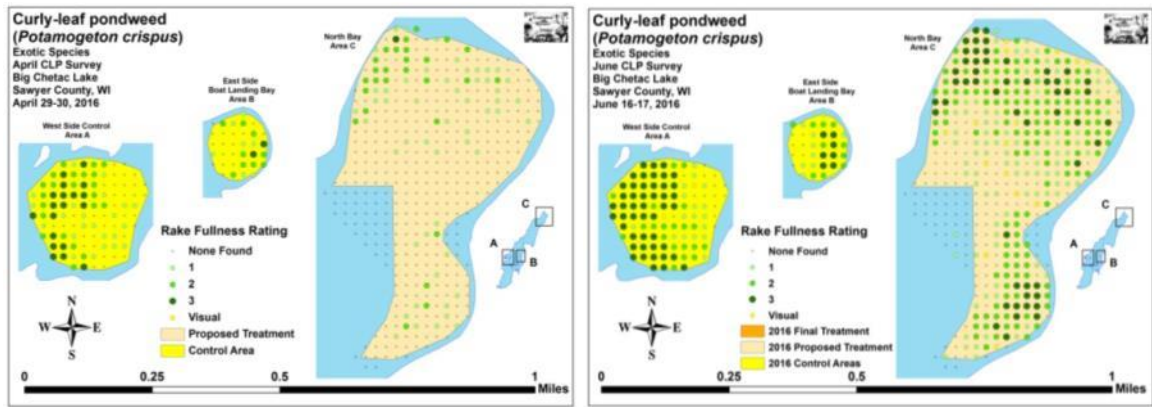 Curly-leaf pondweed
(Potamogeton crispus)
Exotic Species
April CLP Survey
Big Chetac Lake
Sawyer County, WI
April 29-30, 2016
North Bay
Area C
East Side
Boat Landing Bay
Area B
West Side Control
Area A
C
A
B
Rake Fullness Rating
None Found
1
2
3
Visual
Proposed Treatment
Control Area
N
W E
S
0 0.25 0.5 1
Miles
Curly-leaf pondweed
(Potamogeton crispus)
Exotic Species
June CLP Survey
Big Chetac Lake
Sawyer County, WI
June 16-17, 2016
North Bay
Area C
East Side
Boat Landing Bay
Area B
West Side Control
Area A
C
A
B
Rake Fullness Rating
None Found
1
2
3
Visual
2016 Final Treatment
2016 Proposed Treatment
2016 Control Areas
N
W E
S
0 0.25 0.5 1
Miles